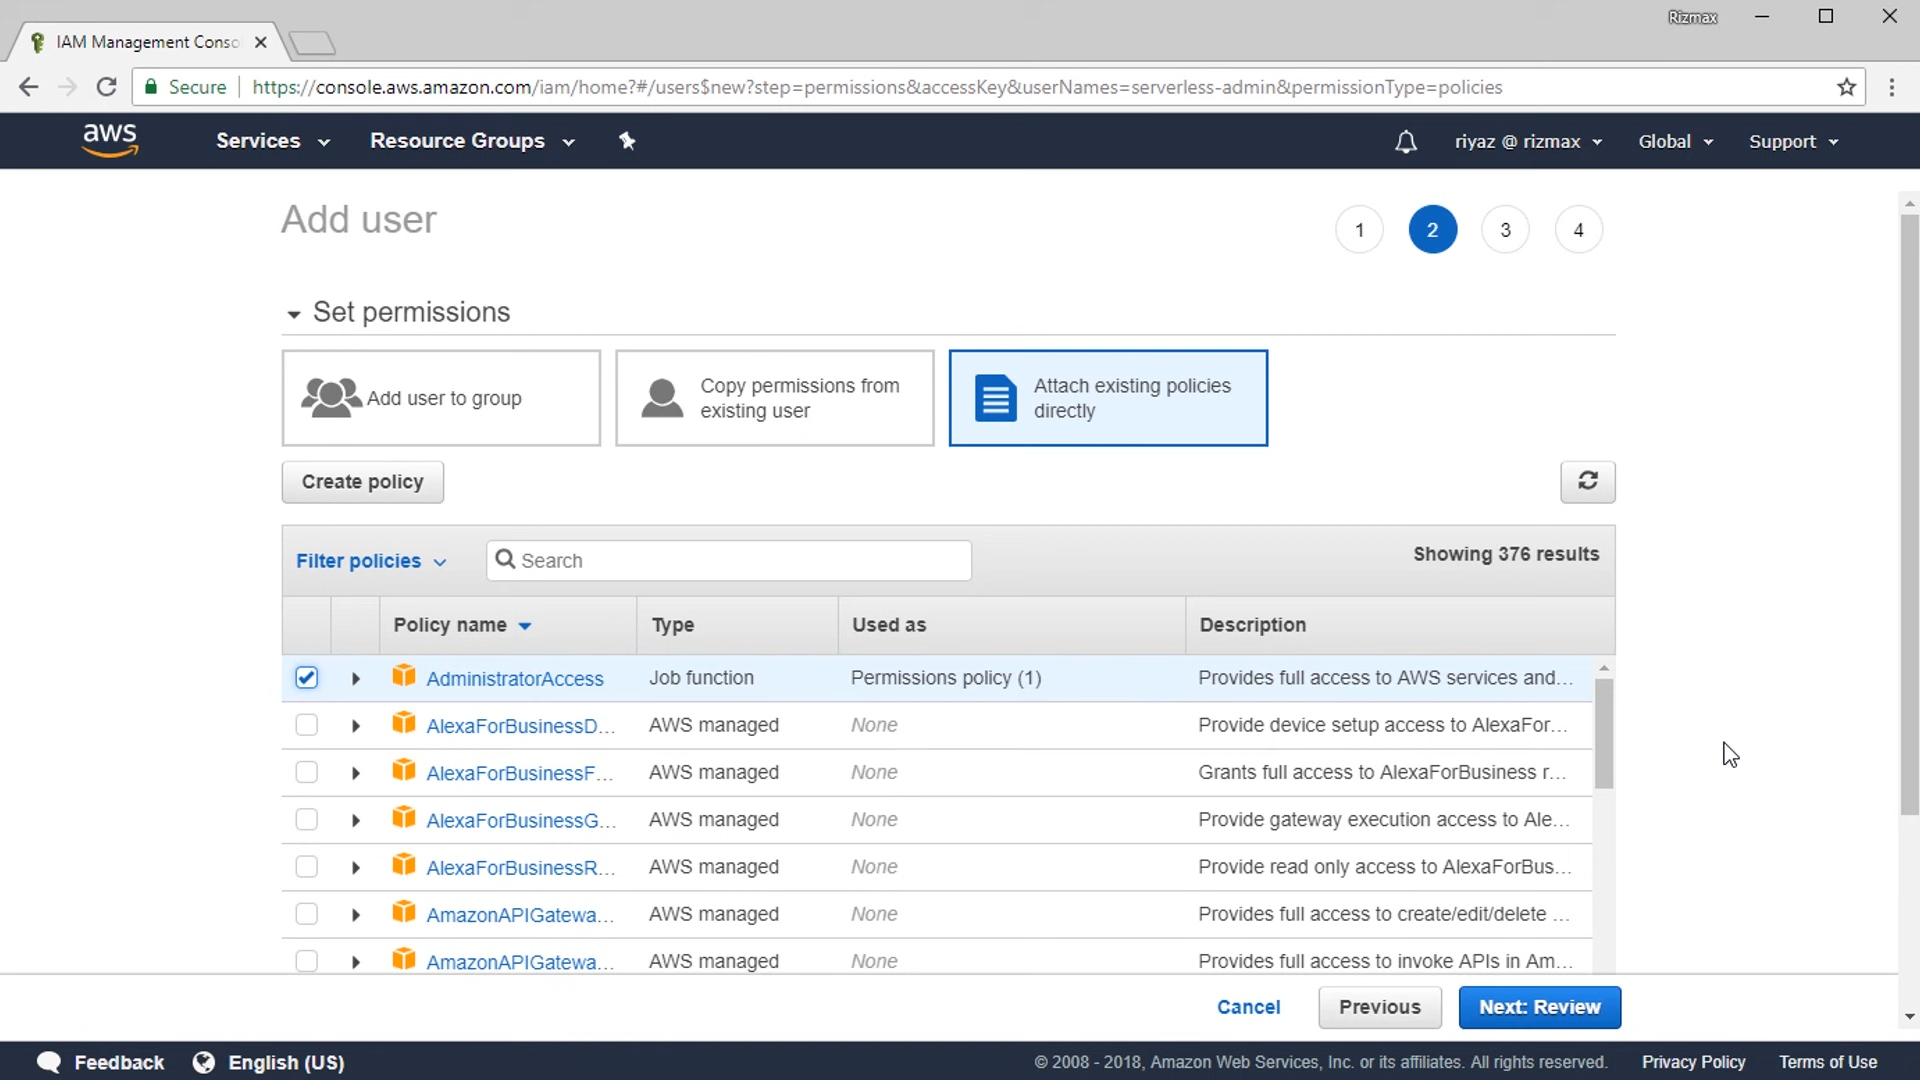 Rizmax
IAM Management Conso
Secure
https://console.aws.amazon.com/iam/home?#/users$new?step=permissions&accessKey&userNames=serverless-admin&permissionType=policies
aws
Services
Resource Groups
riyaz @ rizmax
Global
Support
Add user
1
2
3
4
Set permissions
Add user to group
Copy permissions from
existing user
Attach existing policies
directly
Create policy
Filter policies
Search
Showing 376 results
Policy name Type Used as Description
AdministratorAccess Job function Permissions policy (1) Provides full access to AWS services and...
AlexaForBusinessD... AWS managed None Provide device setup access to AlexaFor...
AlexaForBusinessF... AWS managed None Grants full access to AlexaForBusiness r...
AlexaForBusinessG... AWS managed None Provide gateway execution access to Ale...
AlexaForBusinessR... AWS managed None Provide read only access to AlexaForBus...
AmazonAPIGatewa... AWS managed None Provides full access to create/edit/delete ...
AmazonAPIGatewa... AWS managed None Provides full access to invoke APIs in Am...
Cancel
Previous
Next: Review
Feedback
English (US)
© 2008 - 2018, Amazon Web Services, Inc. or its affiliates. All rights reserved.
Privacy Policy
Terms of Use